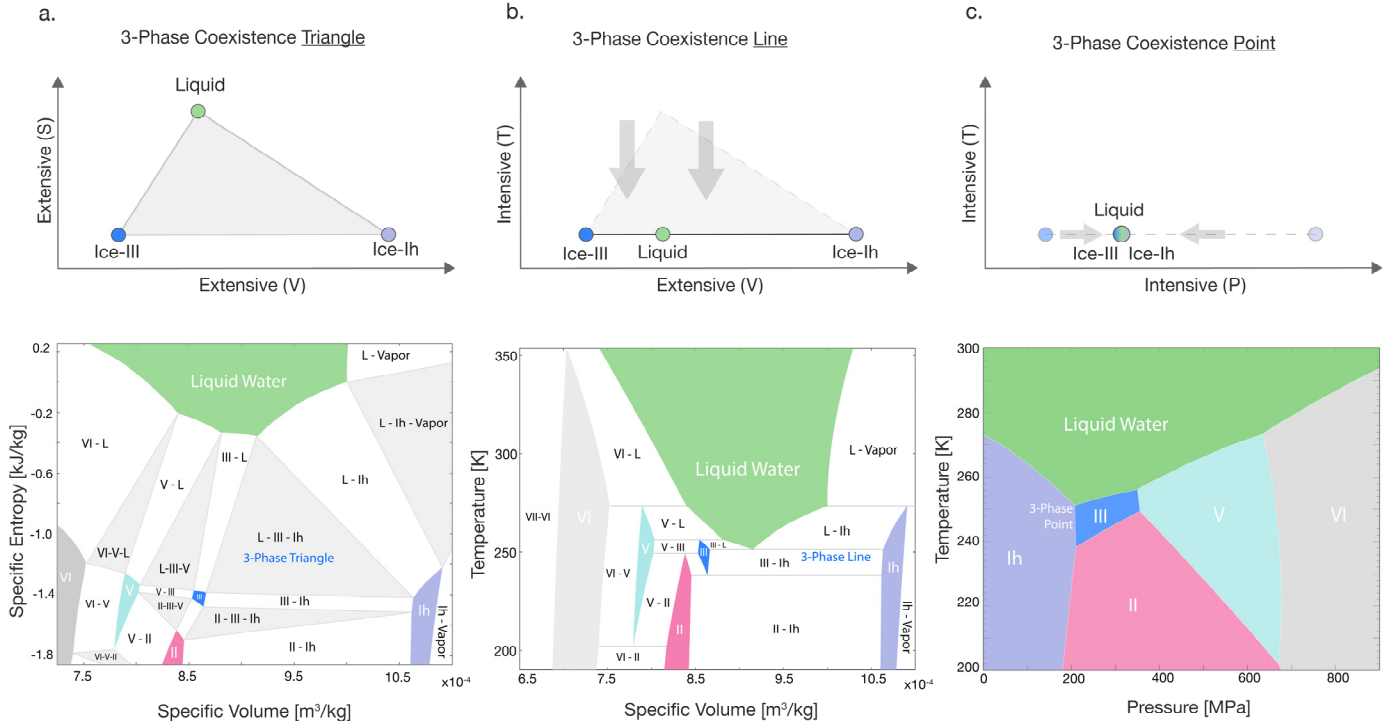 a.
3-Phase Coexistence Triangle
Extensive (S)
Liquid
Ice-III
Ice-Ih
Extensive (V)
b.
3-Phase Coexistence Line
Intensive (T)
Ice-III
Liquid
Ice-Ih
Extensive (V)
c.
3-Phase Coexistence Point
Intensive (T)
Liquid
Ice-III
Ice-Ih
Intensive (P)
Specific Entropy [kJ/kg]
0.2
-0.2
-0.6
-1.0
-1.4
-1.8
Liquid Water
L - Vapor
L - Ih - Vapor
VI - L
V - L
III - L
L - Ih
L - III - Ih
3-Phase Triangle
VI-V-L
L-III-V
VI
V
V - III
III
III - Ih
II-III-V
II - III - Ih
VI - V
V - II
II
II - Ih
VI-V-II
Ih
Ih - Vapor
7.5
8.5
9.5
10.5
x10⁻⁴
Specific Volume [m³/kg]
Temperature [K]
350
300
250
200
VI - L
Liquid Water
L - Vapor
VII-VI
VI
V - L
L - Ih
V
V - III
III
III - L
3-Phase Line
III - Ih
Ih
VI - V
V - II
II
II - Ih
VI - II
Ih - Vapor
6.5
7.5
8.5
9.5
10.5
x10⁻⁴
Specific Volume [m³/kg]
Temperature [K]
300
280
260
240
220
200
Liquid Water
3-Phase
Point
III
V
VI
Ih
II
0
200
400
600
800
Pressure [MPa]